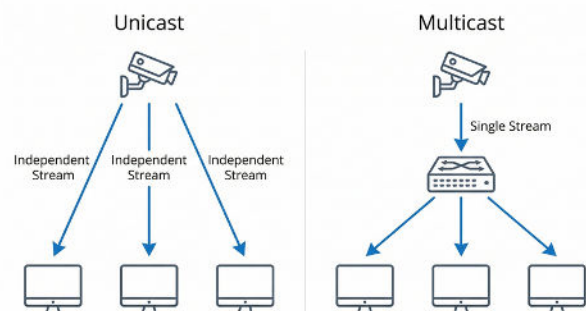 Unicast
Multicast
Single Stream
Independent
Stream
Independent
Stream
Independent
Stream